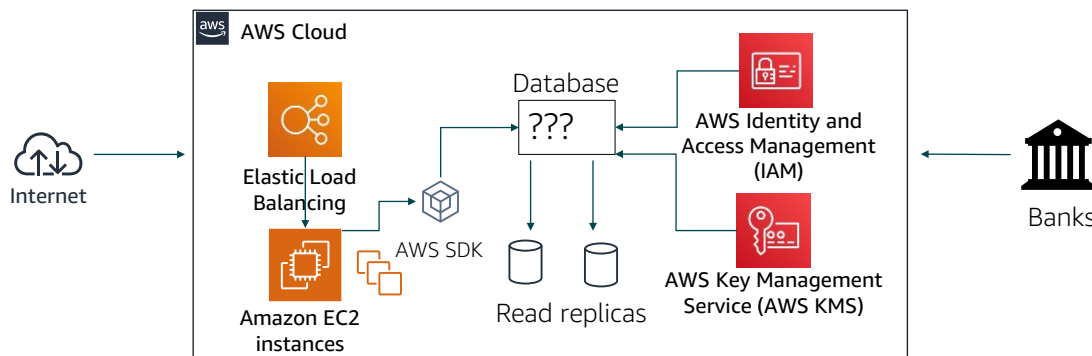 aws
AWS Cloud
Database
???
Elastic Load
Balancing
AWS SDK
Amazon EC2
instances
Read replicas
AWS Identity and
Access Management
(IAM)
AWS Key Management
Service (AWS KMS)
Internet
Banks